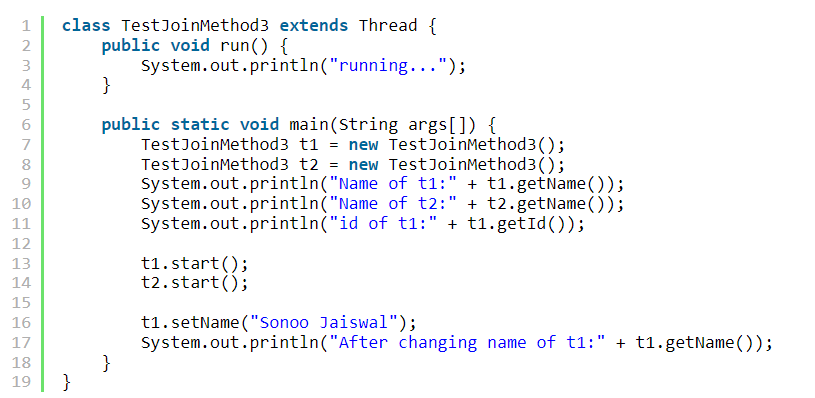 1 class TestJoinMethod3 extends Thread {
2 public void run() {
3 System.out.println("running...");
4 }
5
6 public static void main(String args[]) {
7 TestJoinMethod3 t1 = new TestJoinMethod3();
8 TestJoinMethod3 t2 = new TestJoinMethod3();
9 System.out.println("Name of t1:" + t1.getName());
10 System.out.println("Name of t2:" + t2.getName());
11 System.out.println("id of t1:" + t1.getId());
12
13 t1.start();
14 t2.start();
15
16 t1.setName("Sonoo Jaiswal");
17 System.out.println("After changing name of t1:" + t1.getName());
18 }
19 }